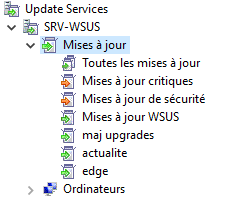 Update Services
SRV-WSUS
Mises à jour
Toutes les mises à jour
Mises à jour critiques
Mises à jour de sécurité
Mises à jour WSUS
maj upgrades
actualite
edge
Ordinateurs